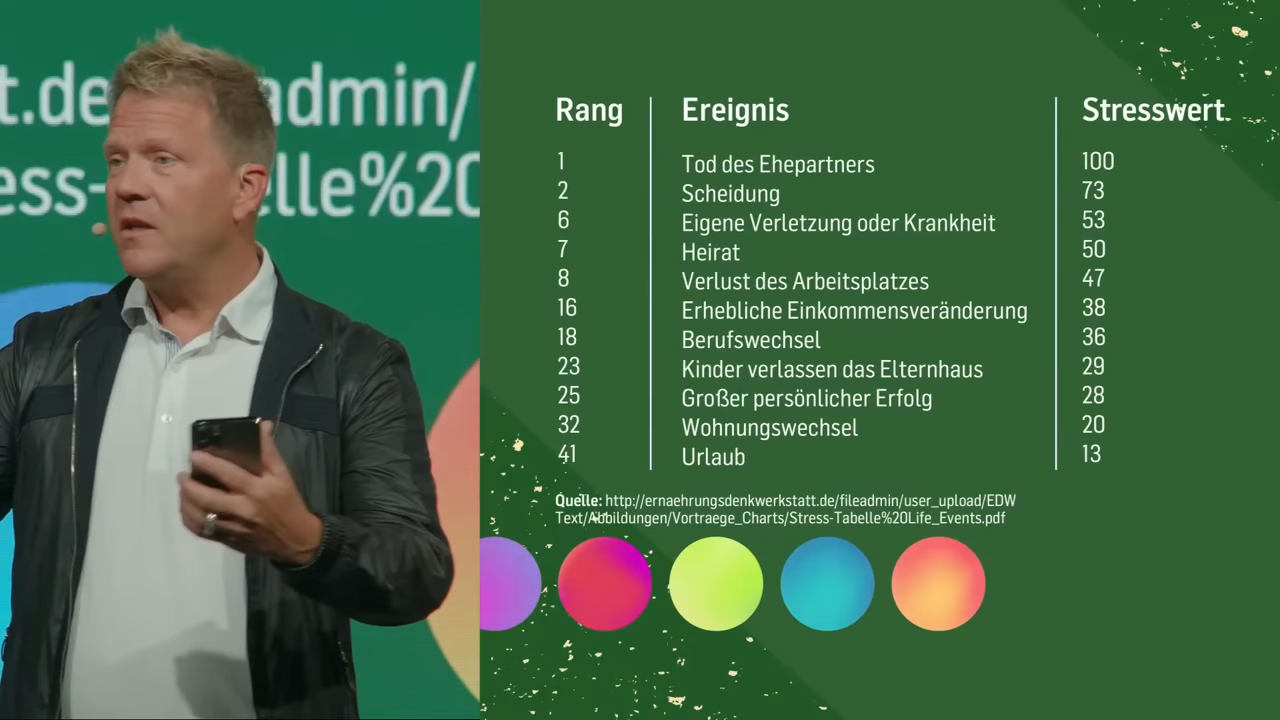 t.de admin/
ess- elle%20
Rang Ereignis Stresswert
1 Tod des Ehepartners 100
2 Scheidung 73
6 Eigene Verletzung oder Krankheit 53
7 Heirat 50
8 Verlust des Arbeitsplatzes 47
16 Erhebliche Einkommensveränderung 38
18 Berufswechsel 36
23 Kinder verlassen das Elternhaus 29
25 Großer persönlicher Erfolg 28
32 Wohnungswechsel 20
41 Urlaub 13
Quelle: http://ernaehrungsdenkwerkstatt.de/fileadmin/user_upload/EDW
Text/Abbildungen/Vortraege_Charts/Stress-Tabelle%20Life_Events.pdf